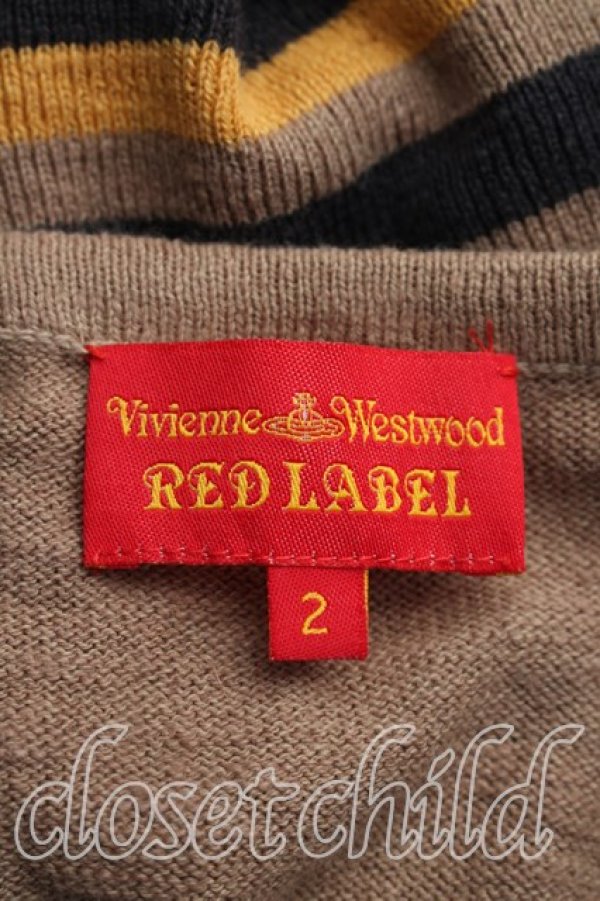 Vivienne Westwood
RED LABEL
2
closet child